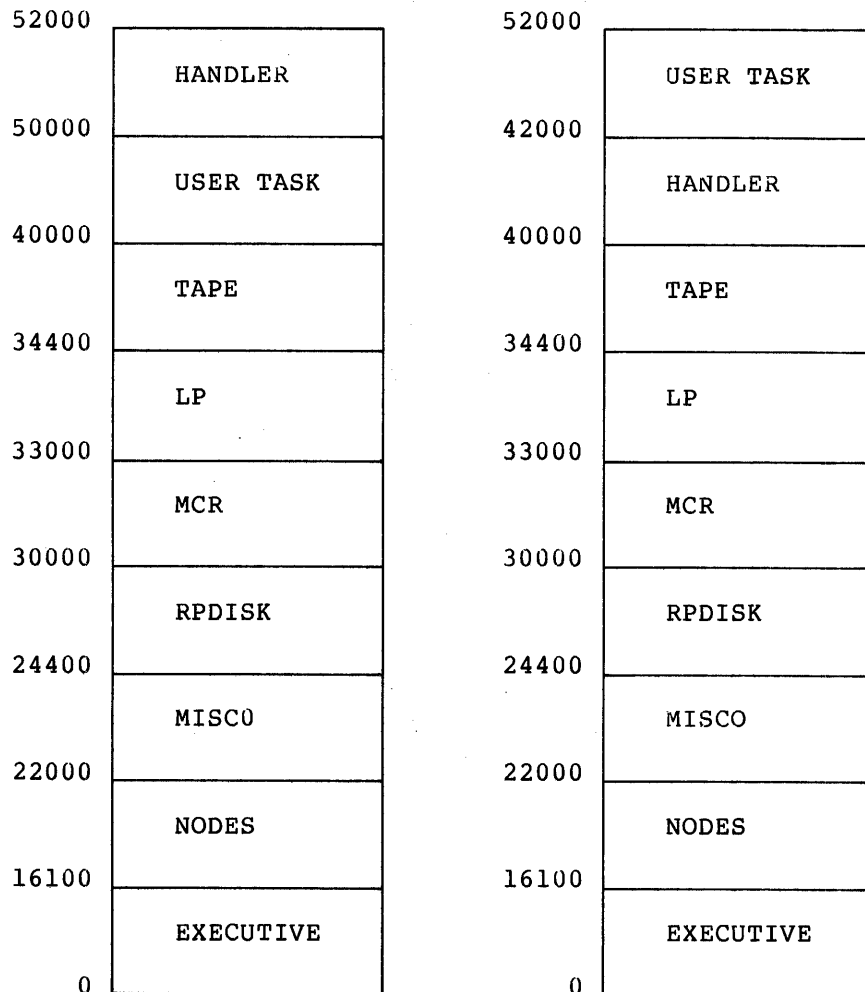 52000
HANDLER
50000
USER TASK
40000
TAPE
34400
LP
33000
MCR
30000
RPDISK
24400
MISCO
22000
NODES
16100
EXECUTIVE
0
52000
USER TASK
42000
HANDLER
40000
TAPE
34400
LP
33000
MCR
30000
RPDISK
24400
MISCO
22000
NODES
16100
EXECUTIVE
0